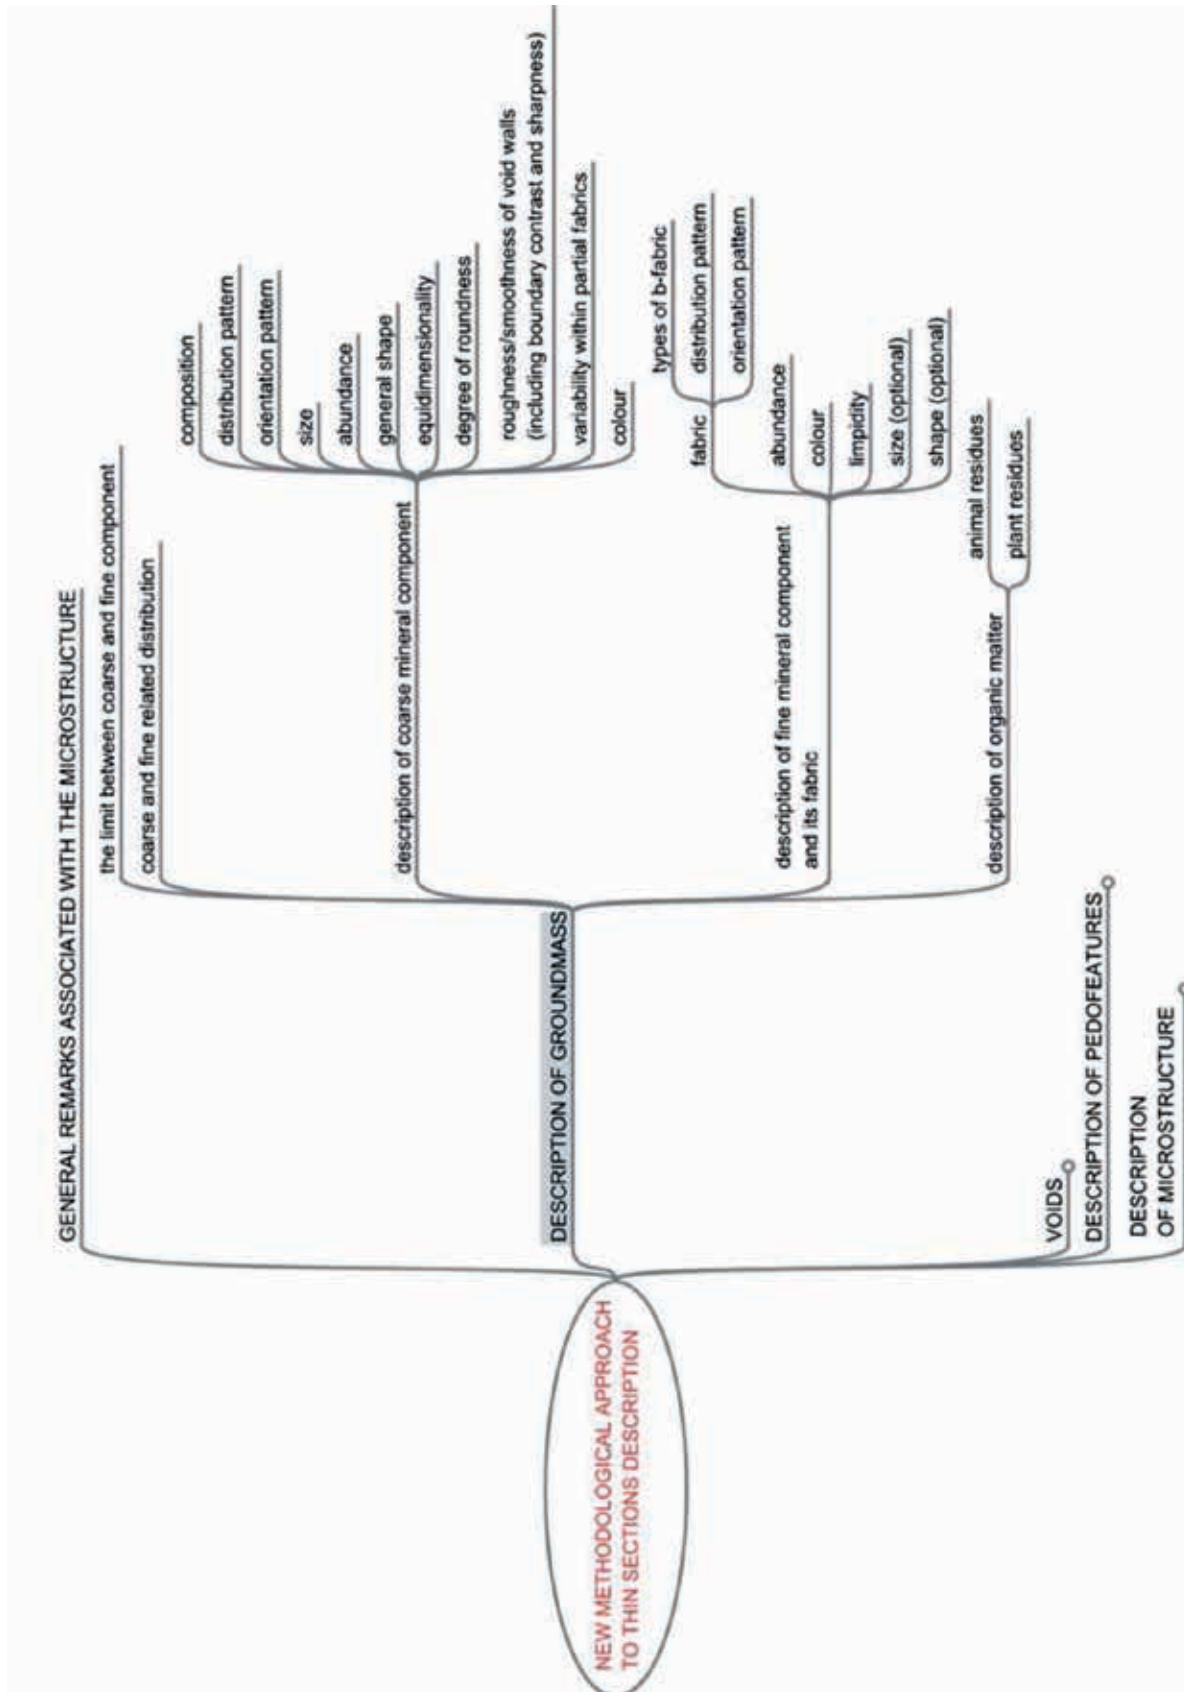 NEW METHODOLOGICAL APPROACH
TO THIN SECTIONS DESCRIPTION
GENERAL REMARKS ASSOCIATED WITH THE MICROSTRUCTURE
DESCRIPTION OF GROUNDMASS
the limit between coarse and fine component
coarse and fine related distribution
description of coarse mineral component
composition
distribution pattern
orientation pattern
size
abundance
general shape
equidimensionality
degree of roundness
roughness/smoothness of void walls
(including boundary contrast and sharpness)
variability within partial fabrics
colour
description of fine mineral component
and its fabric
fabric
types of b-fabric
distribution pattern
orientation pattern
abundance
colour
limpidity
size (optional)
shape (optional)
description of organic matter
animal residues
plant residues
VOIDS
DESCRIPTION OF PEDOFEATURES
DESCRIPTION
OF MICROSTRUCTURE